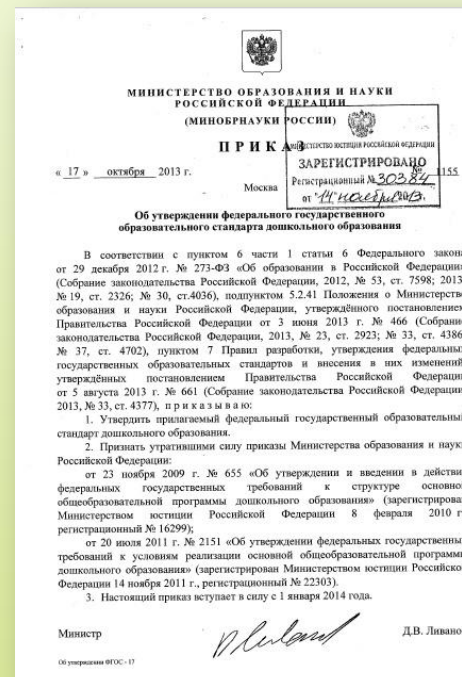 МИНИСТЕРСТВО ОБРАЗОВАНИЯ И НАУКИ
РОССИЙСКОЙ ФЕДЕРАЦИИ
(МИНОБРНАУКИ РОССИИ)
МИНИСТЕРСТВО ЮСТИЦИИ РОССИЙСКОЙ ФЕДЕРАЦИИ
ПРИКАЗ
ЗАРЕГИСТРИРОВАНО
« 17 » октября 2013 г.
№ 1155
Регистрационный № 30384
Москва
от "14" ноября 2013.
Об утверждении федерального государственного
образовательного стандарта дошкольного образования
В соответствии с пунктом 6 части 1 статьи 6 Федерального закона
от 29 декабря 2012 г. № 273-ФЗ «Об образовании в Российской Федерации»
(Собрание законодательства Российской Федерации, 2012, № 53, ст. 7598; 2013
№ 19, ст. 2326; № 30, ст.4036), подпунктом 5.2.41 Положения о Министерстве
образования и науки Российской Федерации, утверждённого постановлением
Правительства Российской Федерации от 3 июня 2013 г. № 466 (Собрание
законодательства Российской Федерации, 2013, № 23, ст. 2923; № 33, ст. 4386
№ 37, ст. 4702), пунктом 7 Правил разработки, утверждения федеральных
государственных образовательных стандартов и внесения в них изменений
утверждённых постановлением Правительства Российской Федерации
от 5 августа 2013 г. № 661 (Собрание законодательства Российской Федерации
2013, № 33, ст. 4377), п р и к а з ы в а ю:
1. Утвердить прилагаемый федеральный государственный образовательный
стандарт дошкольного образования.
2. Признать утратившими силу приказы Министерства образования и науки
Российской Федерации:
от 23 ноября 2009 г. № 655 «Об утверждении и введении в действие
федеральных государственных требований к структуре основной
общеобразовательной программы дошкольного образования» (зарегистрирован
Министерством юстиции Российской Федерации 8 февраля 2010 г
регистрационный № 16299);
от 20 июля 2011 г. № 2151 «Об утверждении федеральных государственных
требований к условиям реализации основной общеобразовательной программы
дошкольного образования» (зарегистрирован Министерством юстиции Российской
Федерации 14 ноября 2011 г., регистрационный № 22303).
3. Настоящий приказ вступает в силу с 1 января 2014 года.
Министр
Д.В. Ливано
Об утверждении ФГОС - 17